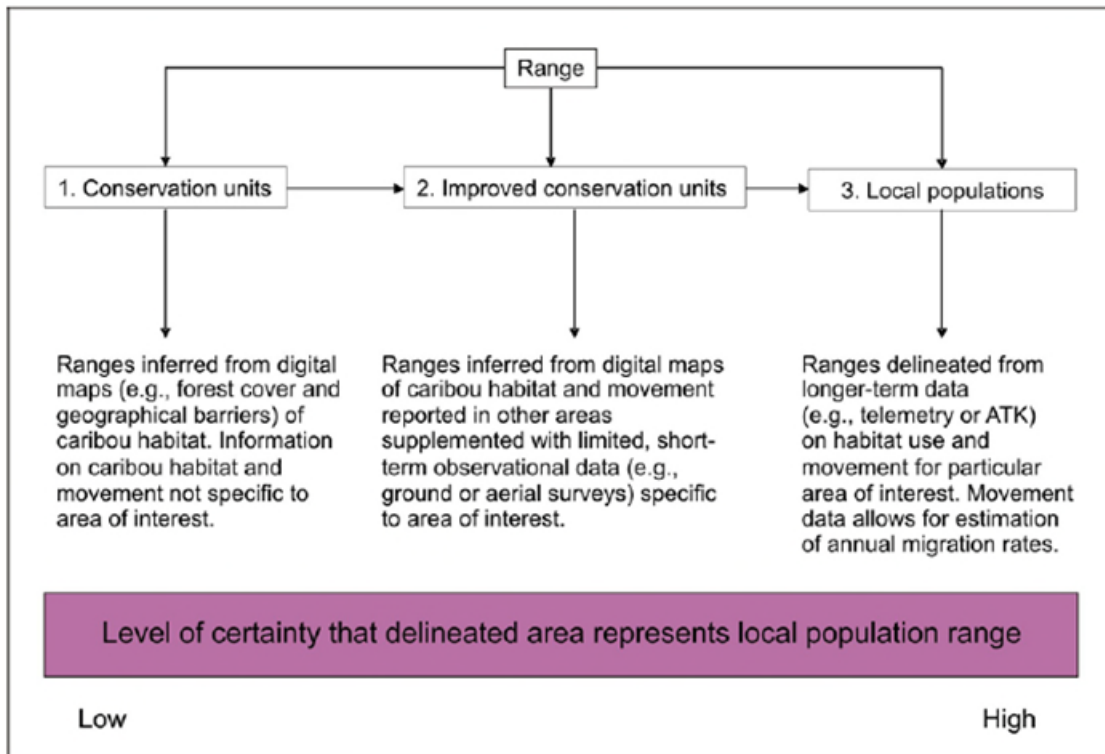 Range
1. Conservation units
2. Improved conservation units
3. Local populations
Ranges inferred from digital
maps (e.g., forest cover and
geographical barriers) of
caribou habitat. Information
on caribou habitat and
movement not specific to
area of interest.
Ranges inferred from digital maps
of caribou habitat and movement
reported in other areas
supplemented with limited, short-
term observational data (e.g.,
ground or aerial surveys) specific
to area of interest.
Ranges delineated from
longer-term data
(e.g., telemetry or ATK)
on habitat use and
movement for particular
area of interest. Movement
data allows for estimation
of annual migration rates.
Level of certainty that delineated area represents local population range
Low
High